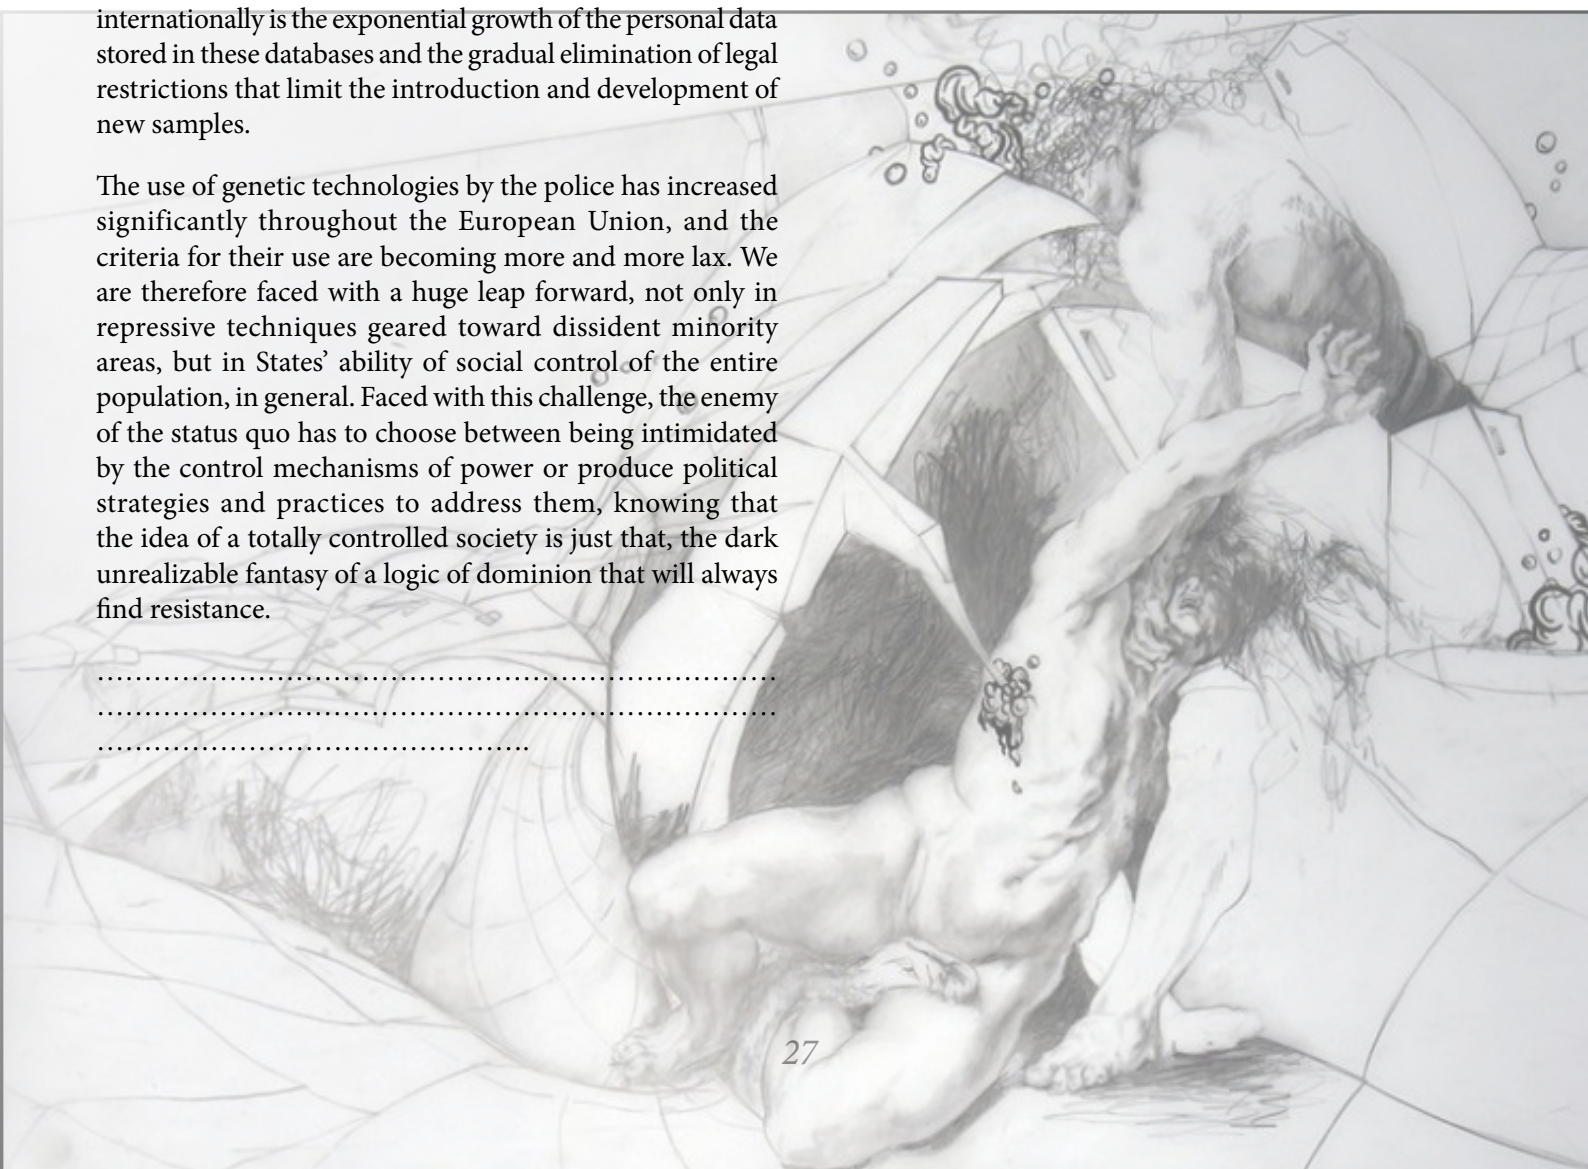 internationally is the exponential growth of the personal data
stored in these databases and the gradual elimination of legal
restrictions that limit the introduction and development of
new samples.
The use of genetic technologies by the police has increased
significantly throughout the European Union, and the
criteria for their use are becoming more and more lax. We
are therefore faced with a huge leap forward, not only in
repressive techniques geared toward dissident minority
areas, but in States’ ability of social control of the entire
population, in general. Faced with this challenge, the enemy
of the status quo has to choose between being intimidated
by the control mechanisms of power or produce political
strategies and practices to address them, knowing that
the idea of a totally controlled society is just that, the dark
unrealizable fantasy of a logic of dominion that will always
find resistance.
........................................................................
........................................................................
..............................................
27